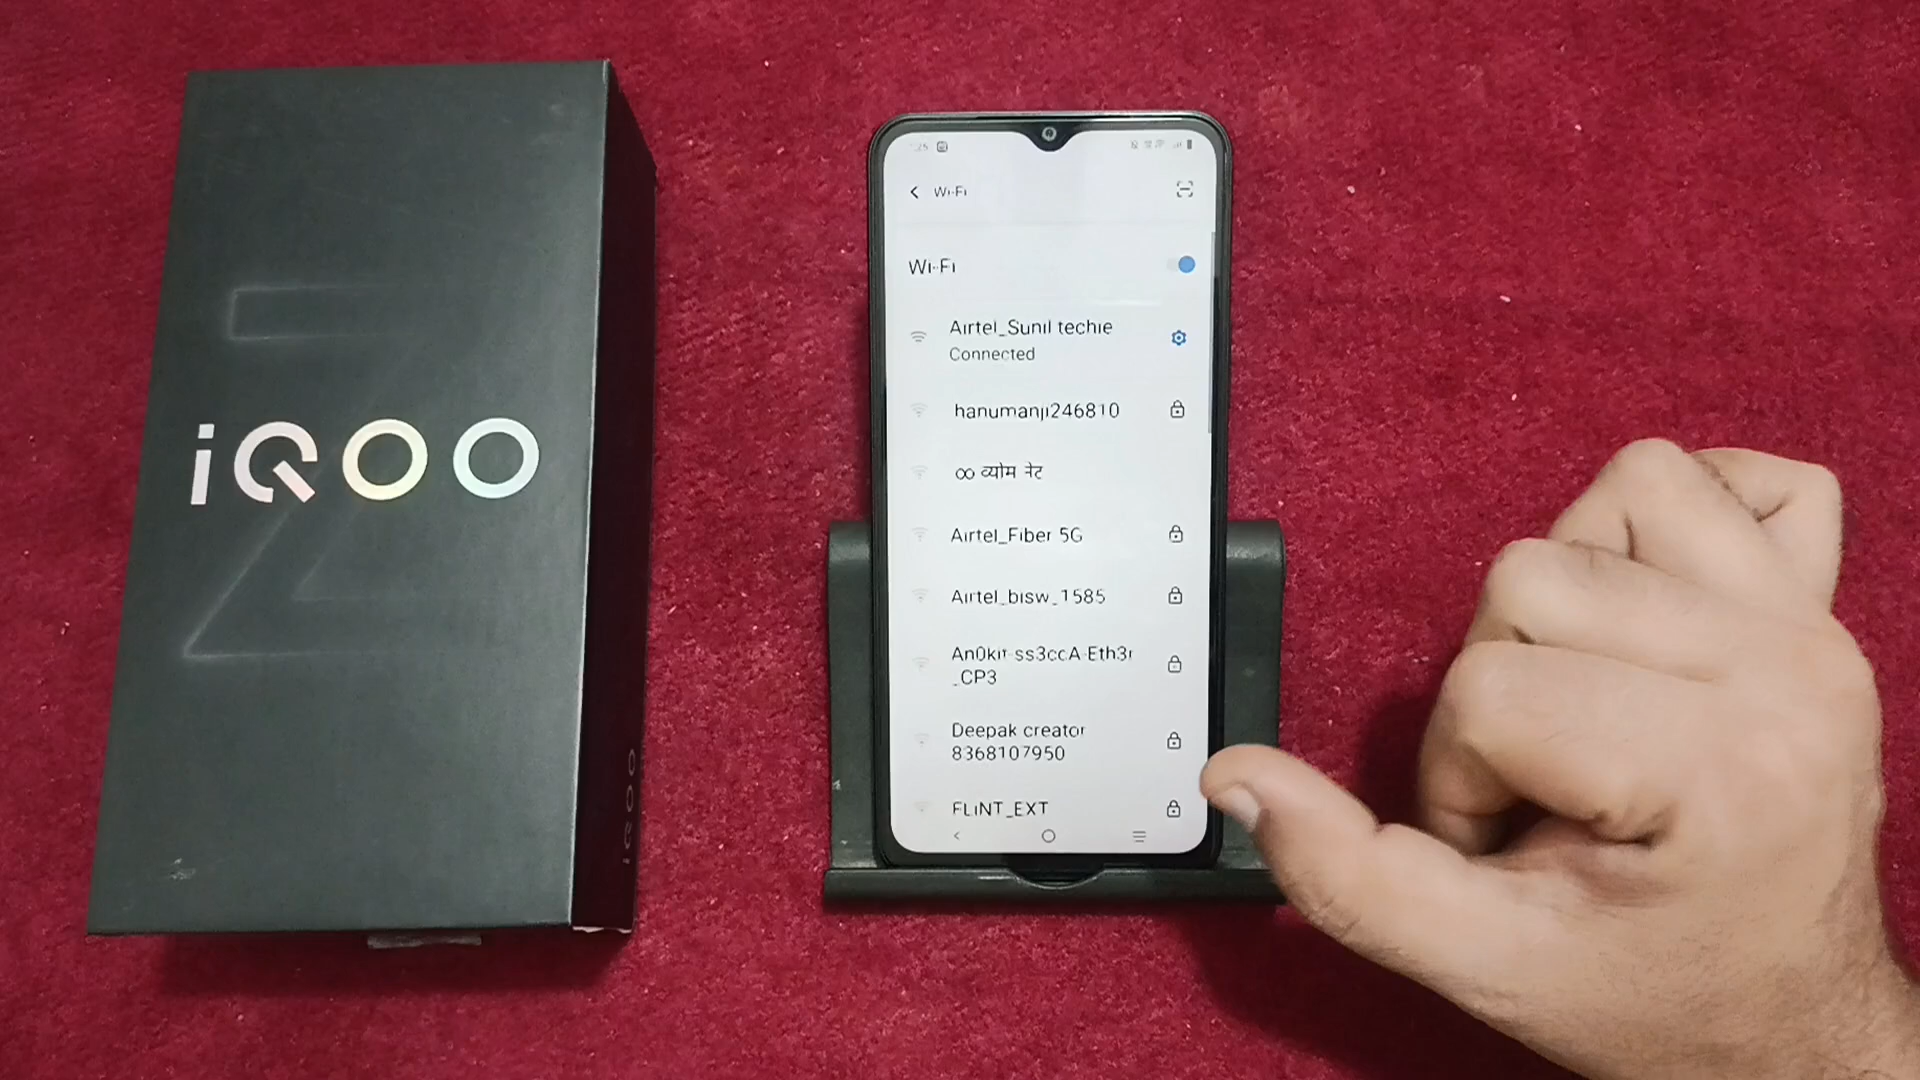 iQOO
iQOO
Wi-Fi
Wi-Fi
Airtel_Sunil techie
Connected
hanumanji246810
∞ व्योम नेट
Airtel_Fiber 5G
Airtel_bisw_1585
An0kit-ss3ccA-Eth3r
_CP3
Deepak creator
8368107950
FLiNT_EXT